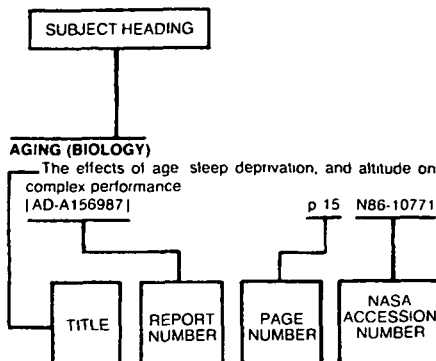 SUBJECT HEADING
AGING (BIOLOGY)
The effects of age sleep deprivation, and altitude on
complex performance
|AD-A156987| p 15 N86-10771
TITLE REPORT NUMBER PAGE NUMBER NASA ACCESSION NUMBER